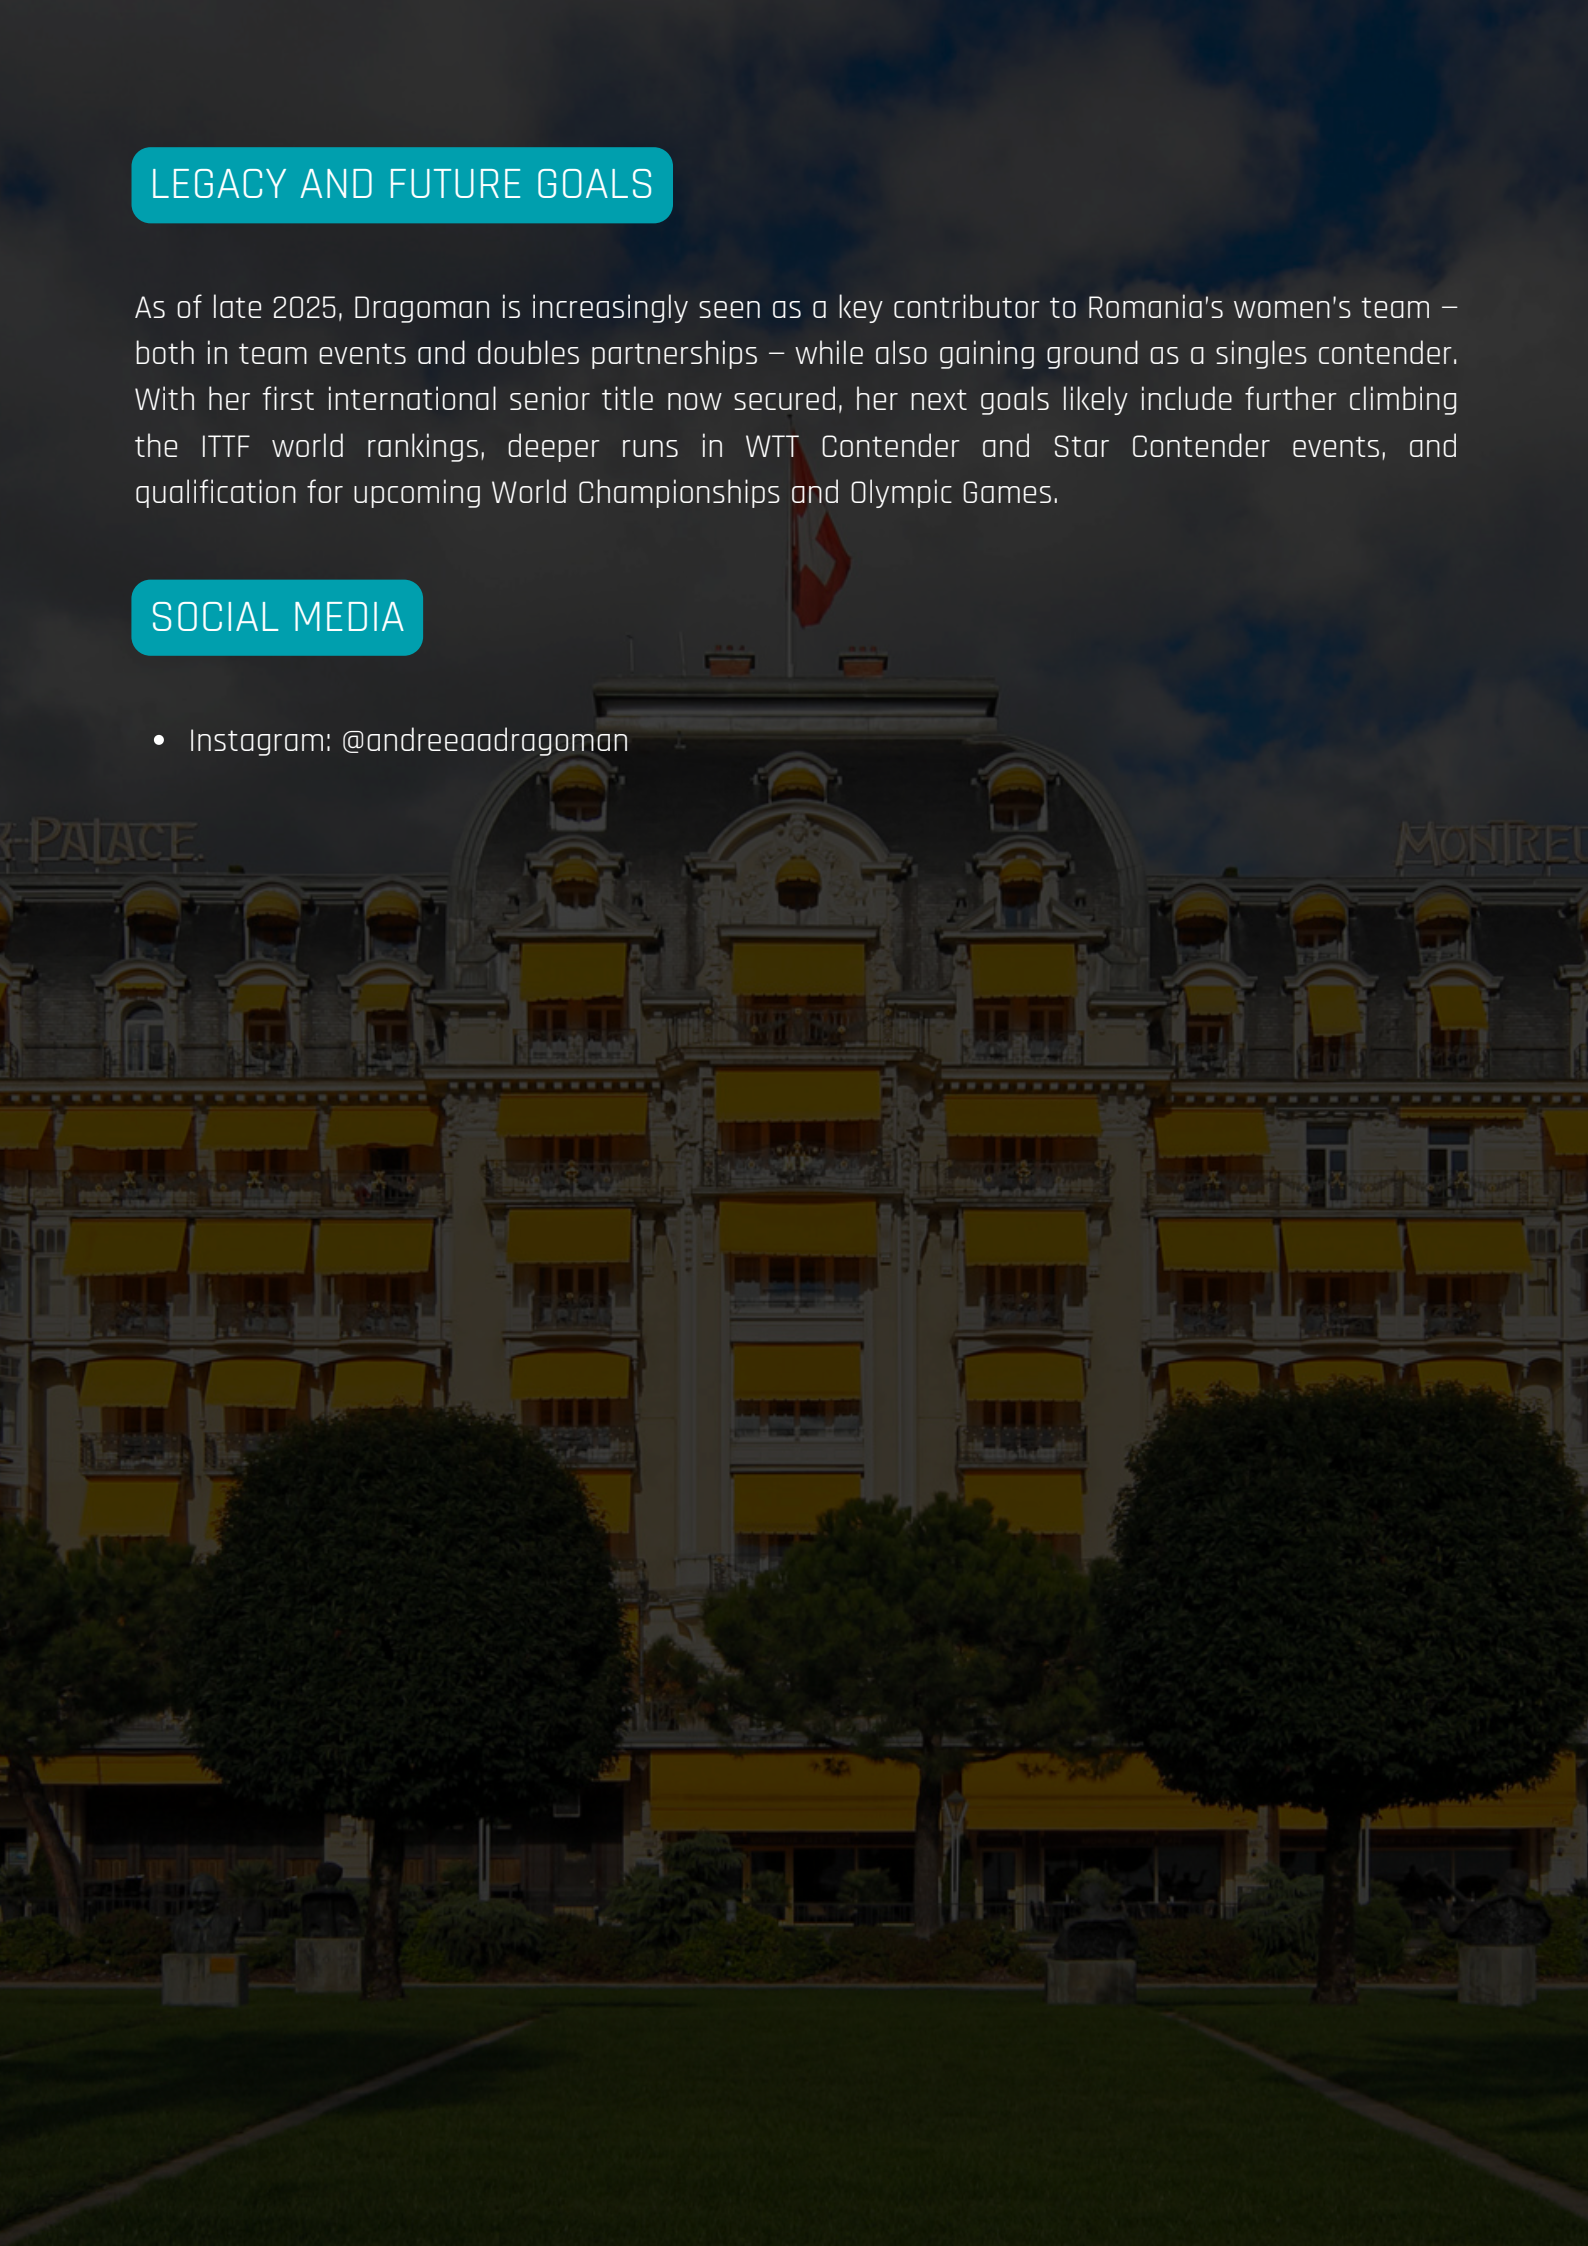 LEGACY AND FUTURE GOALS
As of late 2025, Dragoman is increasingly seen as a key contributor to Romania’s women’s team –
both in team events and doubles partnerships – while also gaining ground as a singles contender.
With her first international senior title now secured, her next goals likely include further climbing
the ITTF world rankings, deeper runs in WTT Contender and Star Contender events, and
qualification for upcoming World Championships and Olympic Games.
SOCIAL MEDIA
• Instagram: @andreeaadragoman
PALACE